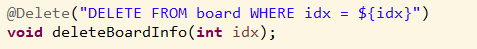 @Delete("DELETE FROM board WHERE idx = ${idx}")
void deleteBoardInfo(int idx);